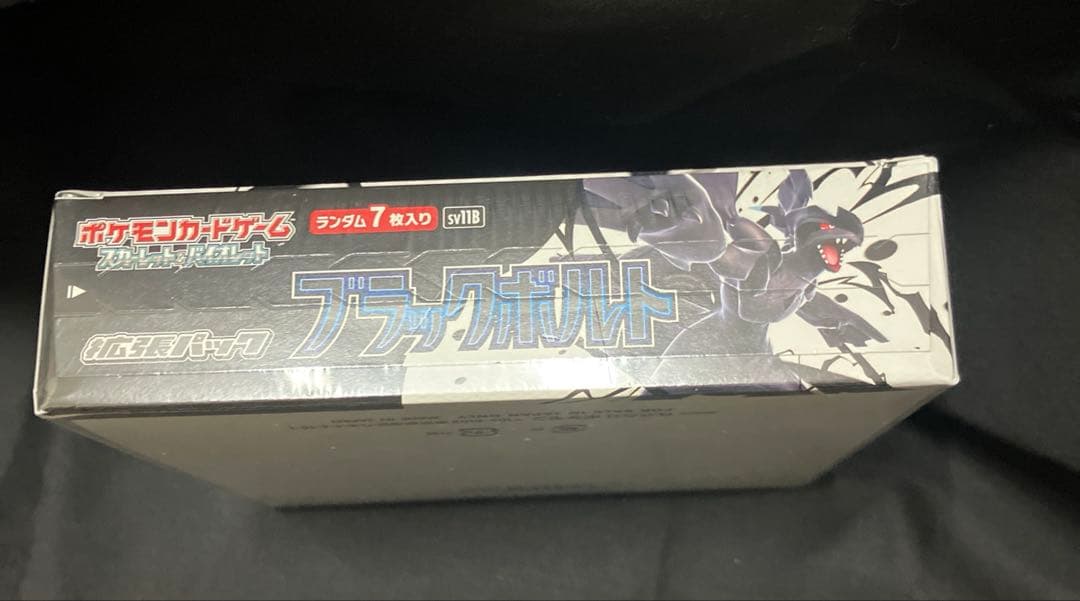 ポケモンカードゲーム
スカーレット&バイオレット
ランダム7枚入り
SV11B
ブラックボルト
拡張パック